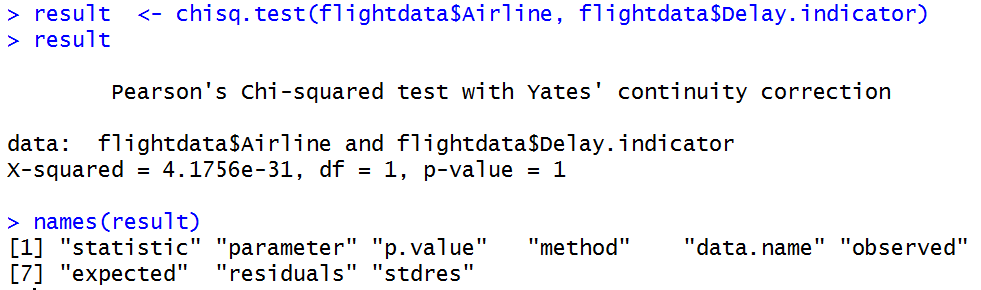 > result  <- chisq.test(flightdata$Airline, flightdata$Delay.indicator)
> result
Pearson's Chi-squared test with Yates' continuity correction
data:  flightdata$Airline and flightdata$Delay.indicator
X-squared = 4.1756e-31, df = 1, p-value = 1
> names(result)
[1] "statistic" "parameter" "p.value"   "method"    "data.name" "observed"
[7] "expected"  "residuals" "stdres"